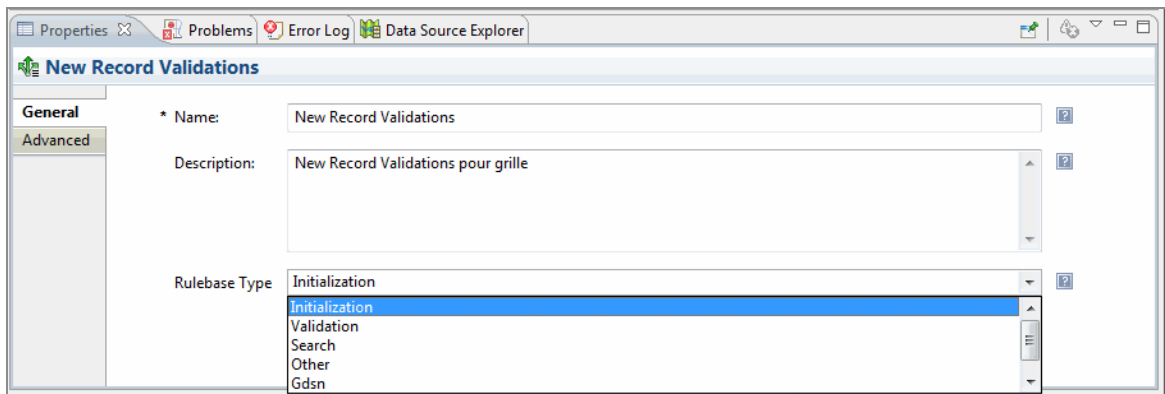 Properties Problems Error Log Data Source Explorer
New Record Validations
General
Advanced
* Name: New Record Validations
Description: New Record Validations pour grille
Rulebase Type Initialization
Initialization
Validation
Search
Other
Gdsn